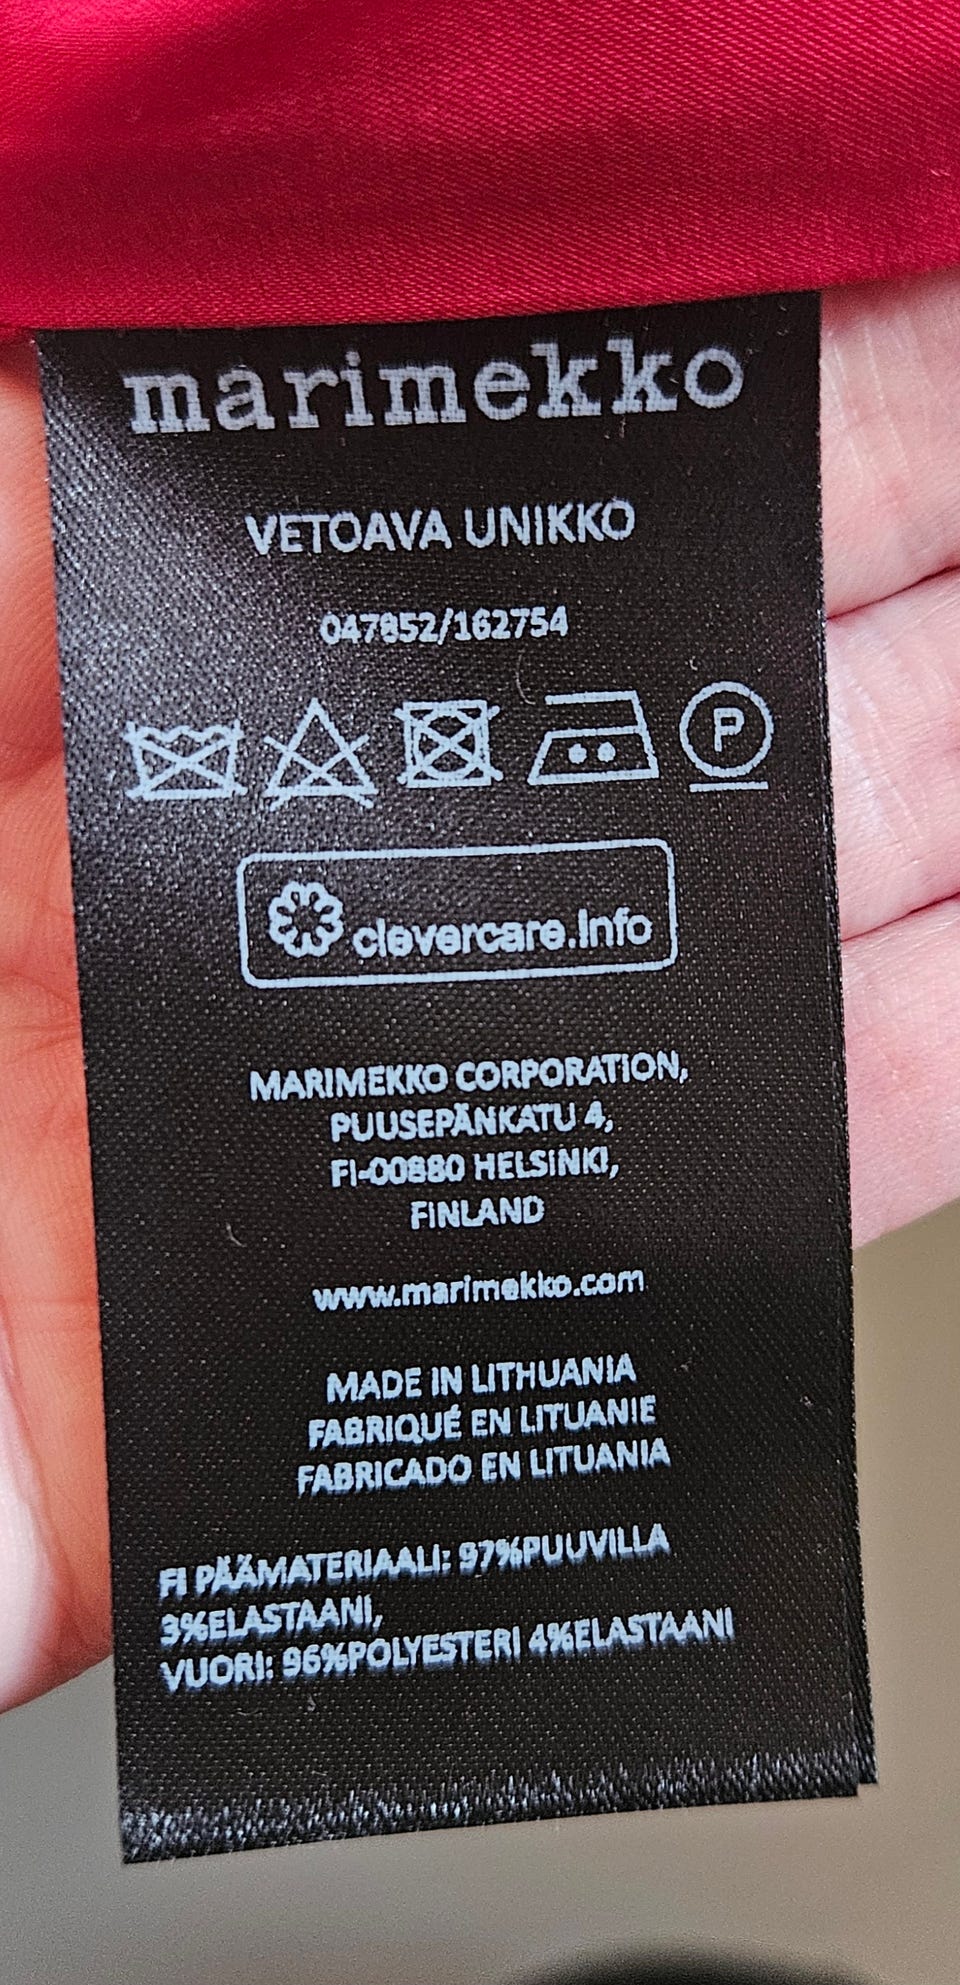 marimekko
VETOAVA UNIKKO
047852/162754
P
clevercare.info
MARIMEKKO CORPORATION,
PUUSEPÄNKATU 4,
FI-00880 HELSINKI,
FINLAND
www.marimekko.com
MADE IN LITHUANIA
FABRIQUÉ EN LITUANIE
FABRICADO EN LITUANIA
FI PÄÄMATERIAALI: 97%PUUVILLA
3%ELASTAANI,
VUORI: 96%POLYESTERI 4%ELASTAANI